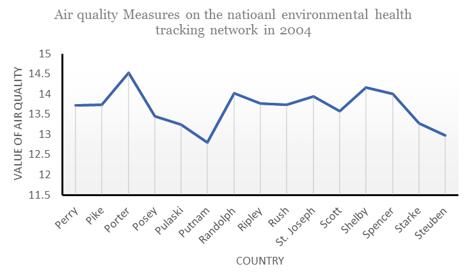 Air quality Measures on the natioanl environmental health
tracking network in 2004
VALUE OF AIR QUALITY
15
14.5
14
13.5
13
12.5
12
11.5
Perry
Pike
Porter
Posey
Pulaski
Putnam
Randolph
Ripley
Rush
St. Joseph
Scott
Shelby
Spencer
Starke
Steuben
COUNTRY